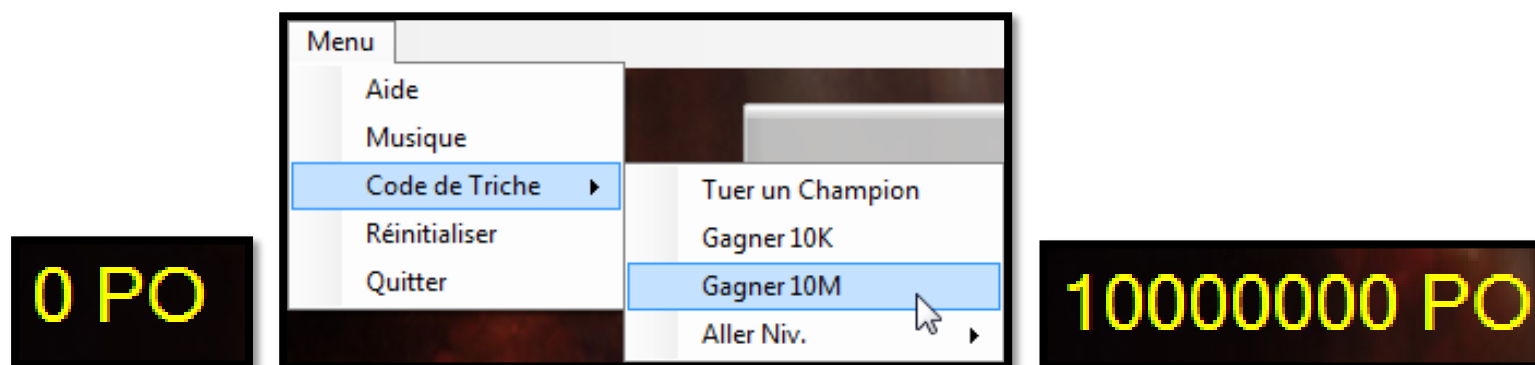 0 PO
Menu
Aide
Musique
Code de Triche
Réinitialiser
Quitter
Tuer un Champion
Gagner 10K
Gagner 10M
Aller Niv.
10000000 PO